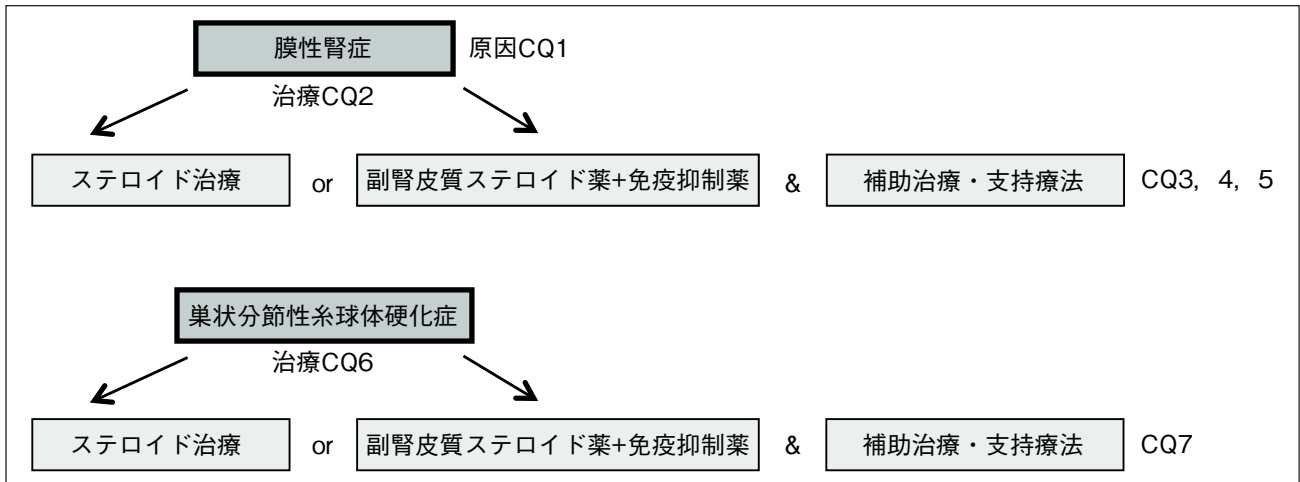 膜性腎症 原因CQ1
治療CQ2
ステロイド治療 or 副腎皮質ステロイド薬+免疫抑制薬 & 補助治療・支持療法 CQ3, 4, 5
巣状分節性糸球体硬化症
治療CQ6
ステロイド治療 or 副腎皮質ステロイド薬+免疫抑制薬 & 補助治療・支持療法 CQ7